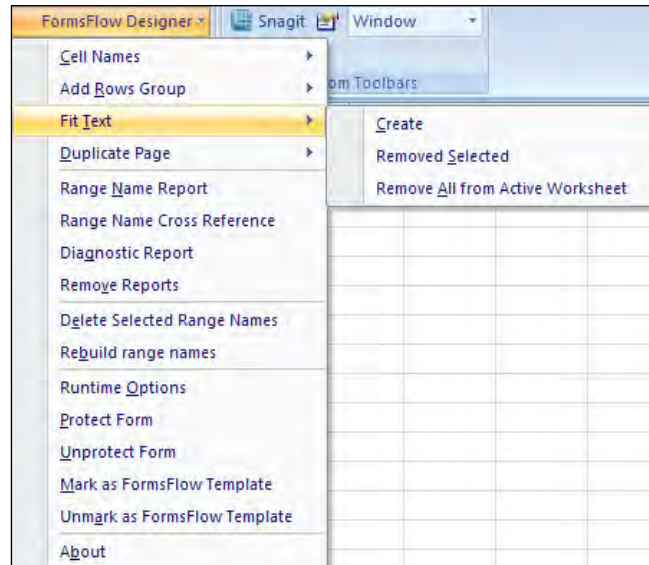 FormsFlow Designer Snagit Window
Cell Names
Add Rows Group
om Toolbars
Fit Text
Create
Duplicate Page
Removed Selected
Range Name Report
Remove All from Active Worksheet
Range Name Cross Reference
Diagnostic Report
Remove Reports
Delete Selected Range Names
Rebuild range names
Runtime Options
Protect Form
Unprotect Form
Mark as FormsFlow Template
Unmark as FormsFlow Template
About